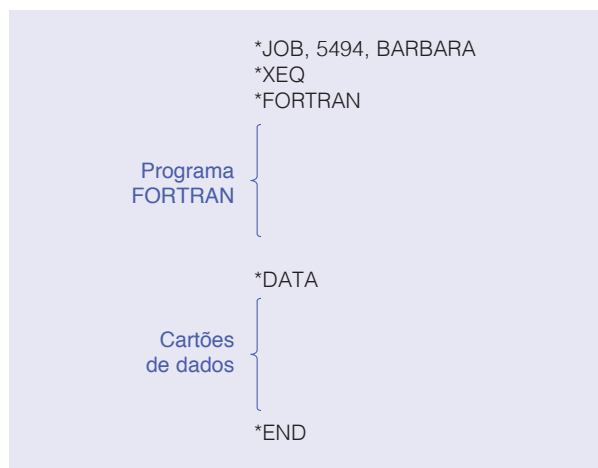 *JOB, 5494, BARBARA
*XEQ
*FORTRAN
Programa
FORTRAN
*DATA
Cartões
de dados
*END